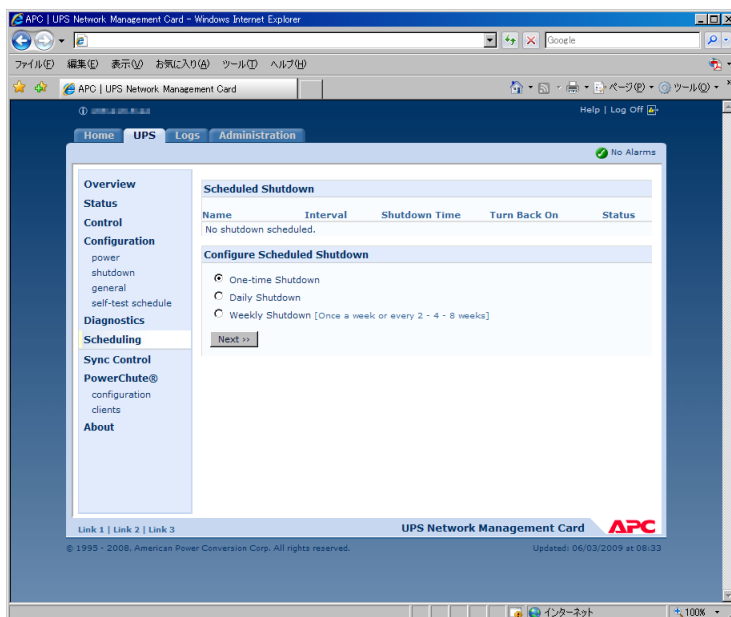 APC | UPS Network Management Card - Windows Internet Explorer
Google
ファイル(F) 編集(E) 表示(V) お気に入り(A) ツール(T) ヘルプ(H)
APC | UPS Network Management Card
ページ(P) ツール(O) »
Help | Log Off
Home UPS Logs Administration
No Alarms
Overview
Status
Control
Configuration
power
shutdown
general
self-test schedule
Diagnostics
Scheduling
Sync Control
PowerChute®
configuration
clients
About
Scheduled Shutdown
Name Interval Shutdown Time Turn Back On Status
No shutdown scheduled.
Configure Scheduled Shutdown
One-time Shutdown
Daily Shutdown
Weekly Shutdown [Once a week or every 2 - 4 - 8 weeks]
Next >>
Link 1 | Link 2 | Link 3
UPS Network Management Card APC
© 1995 - 2008, American Power Conversion Corp. All rights reserved.
Updated: 06/03/2009 at 08:33
インターネット
100%